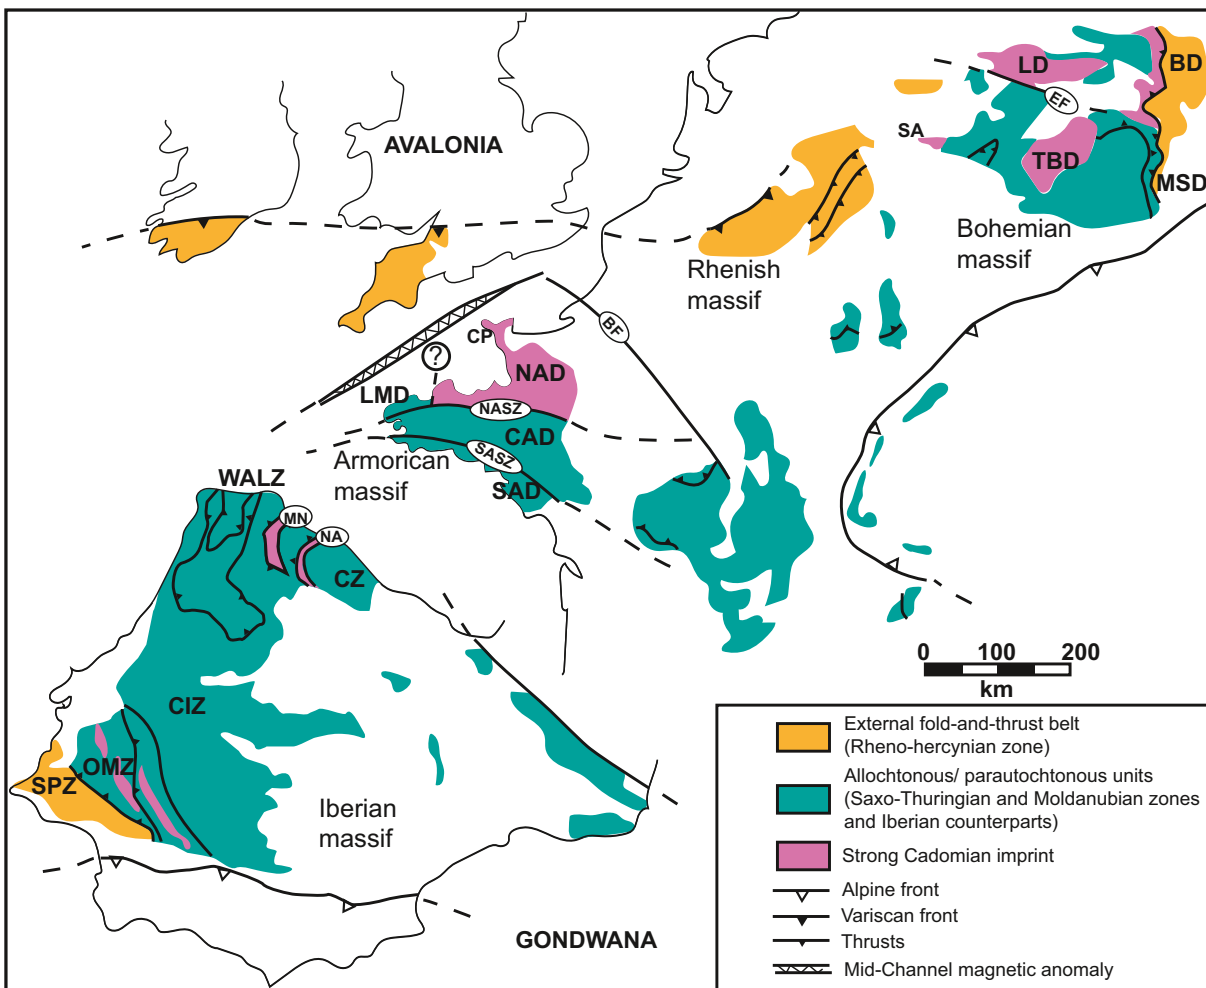 LD
BD
EF
SA
TBD
MSD
AVALONIA
Bohemian
massif
Rhenish
massif
BF
CP
?
NAD
LMD
NASZ
CAD
SASZ
Armorican
massif
SAD
WALZ
MN
NA
CZ
CIZ
OMZ
SPZ
Iberian
massif
GONDWANA
0 100 200
km
External fold-and-thrust belt
(Rheno-hercynian zone)
Allochtonous/ parautochtonous units
(Saxo-Thuringian and Moldanubian zones
and Iberian counterparts)
Strong Cadomian imprint
Alpine front
Variscan front
Thrusts
Mid-Channel magnetic anomaly